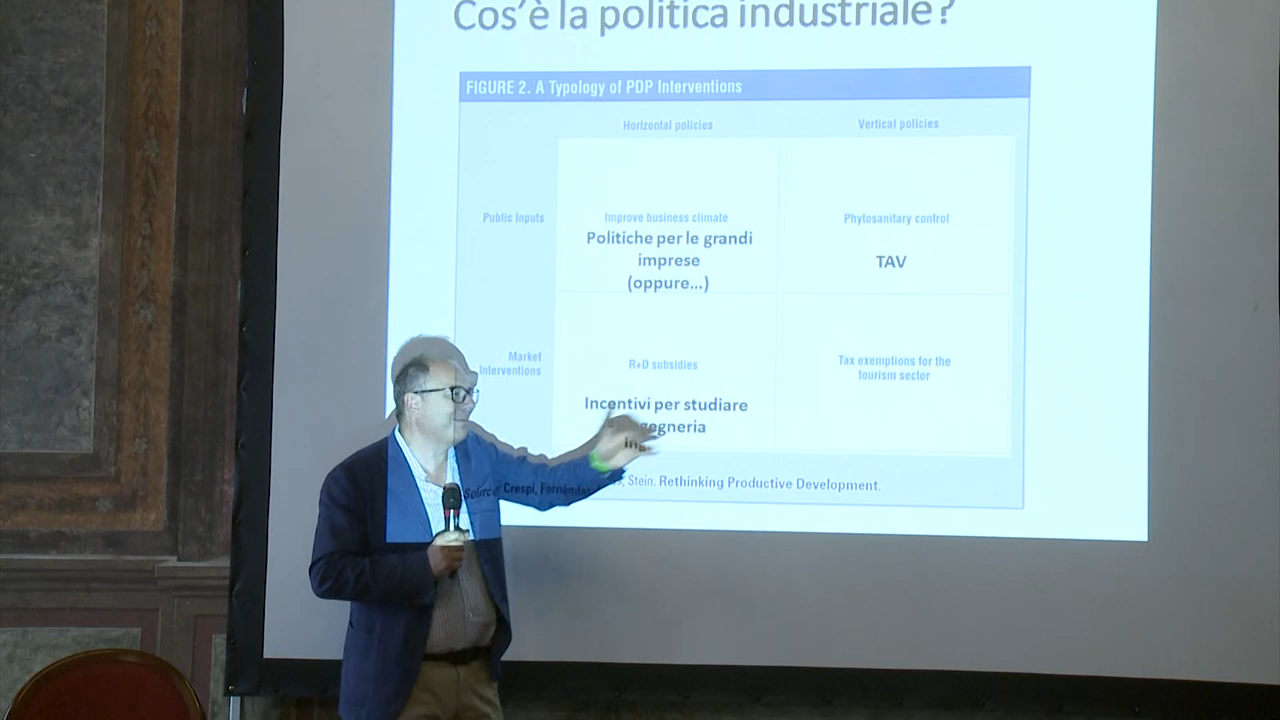 Cos'è la politica industriale?
FIGURE 2. A Typology of PDP Interventions
Horizontal policies
Vertical policies
Public Inputs
Improve business climate
Politiche per le grandi
imprese
(oppure...)
Phytosanitary control
TAV
Market
Interventions
R+D subsidies
Incentivi per studiare
Tax exemptions for the
tourism sector
Source: Crespi, Stein. Rethinking Productive Development.